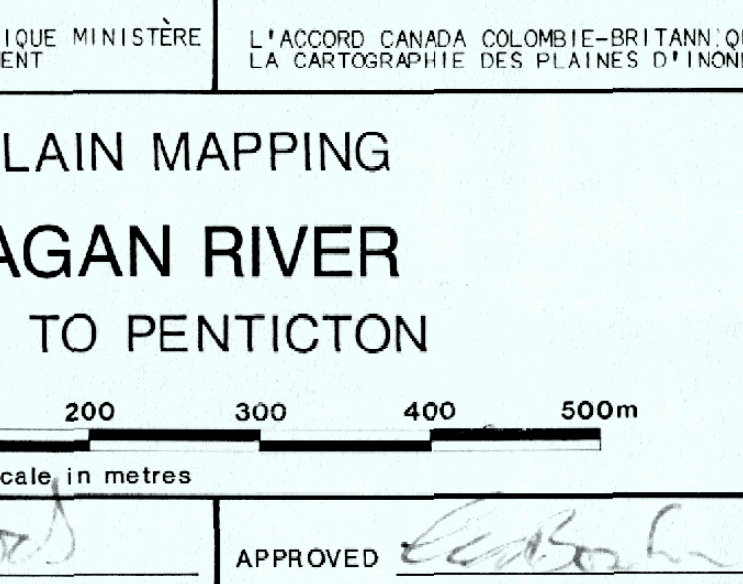 IQUE MINISTÈRE
ENT
L'ACCORD CANADA COLOMBIE-BRITANN:Q
LA CARTOGRAPHIE DES PLAINES D'INON
LAIN MAPPING
AGAN RIVER
TO PENTICTON
200 300 400 500m
cale in metres
APPROVED